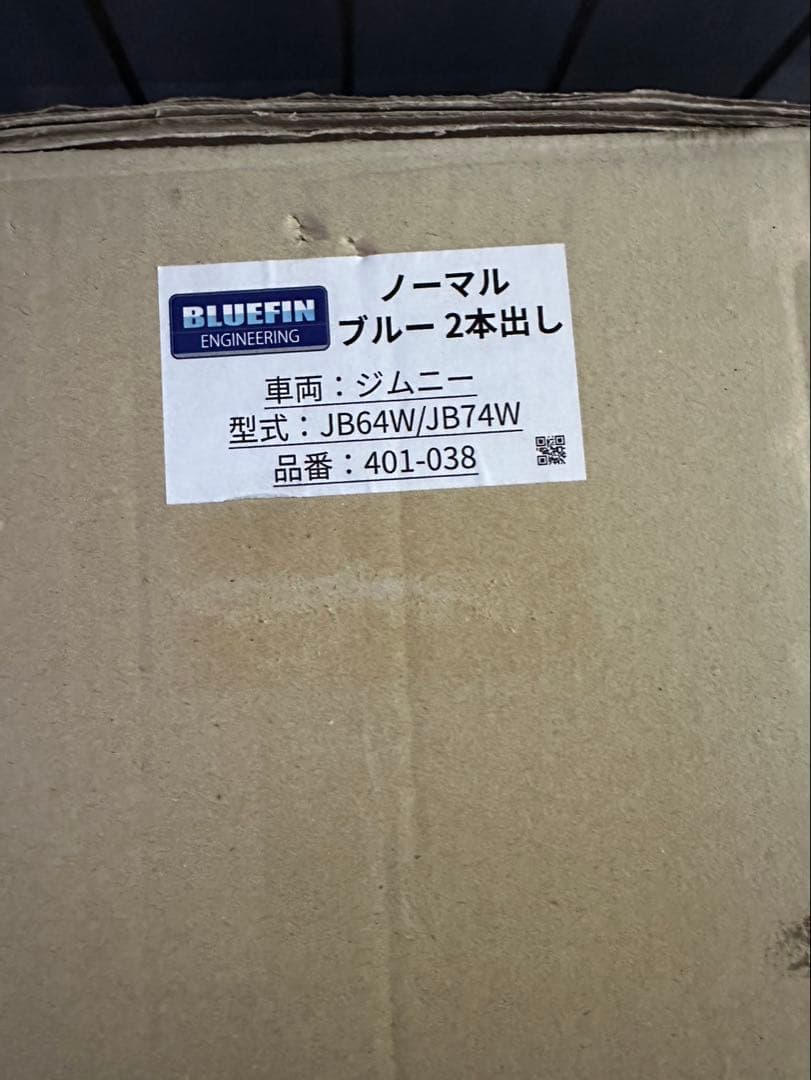 BLUEFIN
ENGINEERING
ノーマル
ブルー 2本出し
車両：ジムニー
型式：JB64W/JB74W
品番：401-038